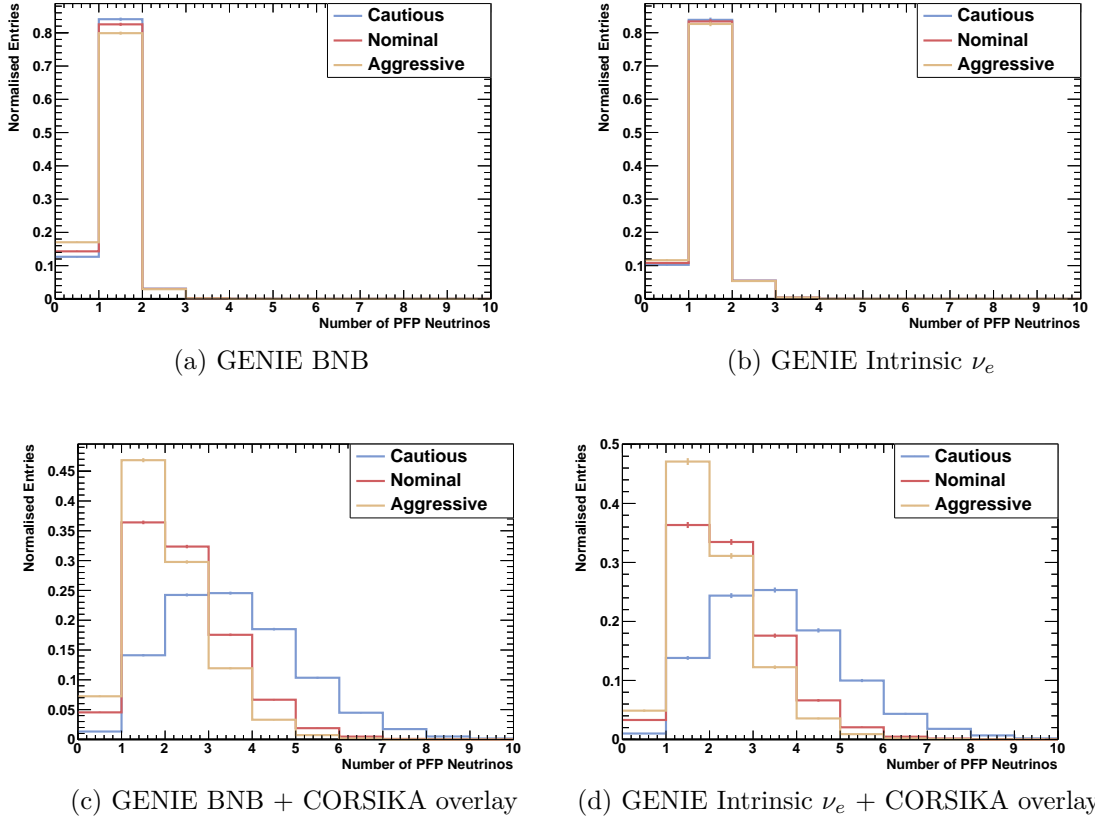 Normalised Entries
0.8
0.7
0.6
0.5
0.4
0.3
0.2
0.1
0
0 1 2 3 4 5 6 7 8 9 10
Number of PFP Neutrinos
Cautious
Nominal
Aggressive
(a) GENIE BNB
Normalised Entries
0.8
0.7
0.6
0.5
0.4
0.3
0.2
0.1
0
0 1 2 3 4 5 6 7 8 9 10
Number of PFP Neutrinos
Cautious
Nominal
Aggressive
(b) GENIE Intrinsic νe
Normalised Entries
0.45
0.4
0.35
0.3
0.25
0.2
0.15
0.1
0.05
0
0 1 2 3 4 5 6 7 8 9 10
Number of PFP Neutrinos
Cautious
Nominal
Aggressive
(c) GENIE BNB + CORSIKA overlay
Normalised Entries
0.5
0.4
0.3
0.2
0.1
0
0 1 2 3 4 5 6 7 8 9 10
Number of PFP Neutrinos
Cautious
Nominal
Aggressive
(d) GENIE Intrinsic νe + CORSIKA overlay